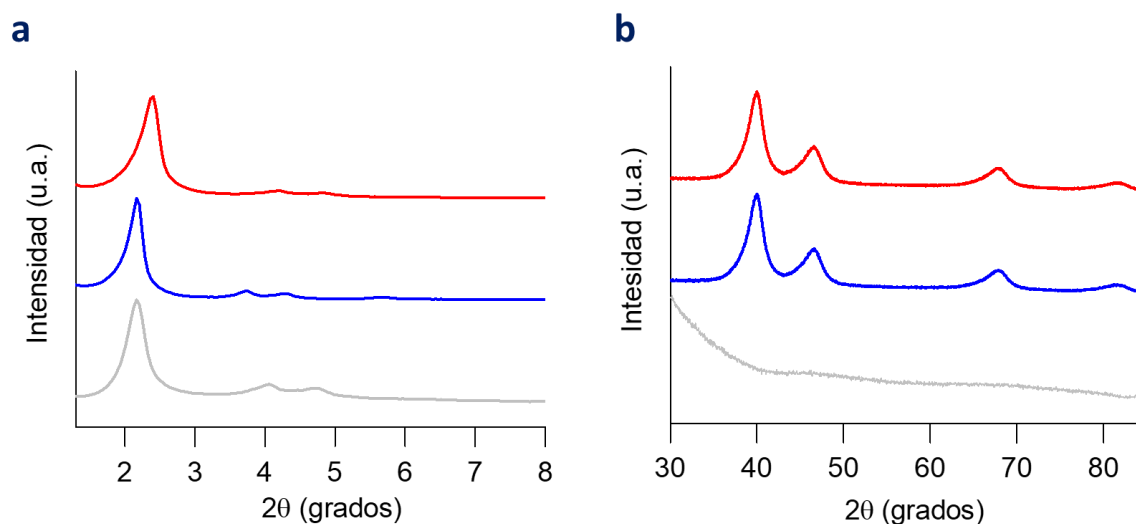 a
Intensidad (u.a.)
2 3 4 5 6 7 8
2θ (grados)
b
Intesidad (u.a.)
30 40 50 60 70 80
2θ (grados)